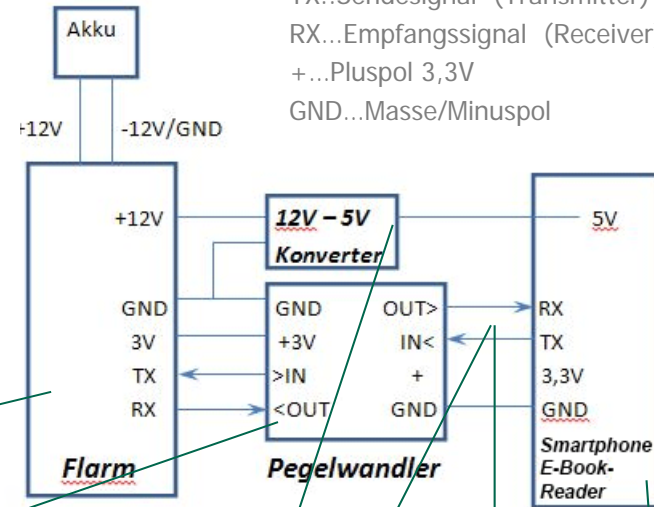 TX..Sendesignal (Transmitter)
RX...Empfangssignal (Receiver
+...Pluspol 3,3V
GND...Masse/Minuspol
Akku
+12V
-12V/GND
+12V
12V – 5V
Konverter
5V
GND
3V
TX
RX
Flarm
GND
+3V
>IN
<OUT
OUT>
IN<
+
GND
Pegelwandler
RX
TX
3,3V
GND
Smartphone
E-Book-
Reader